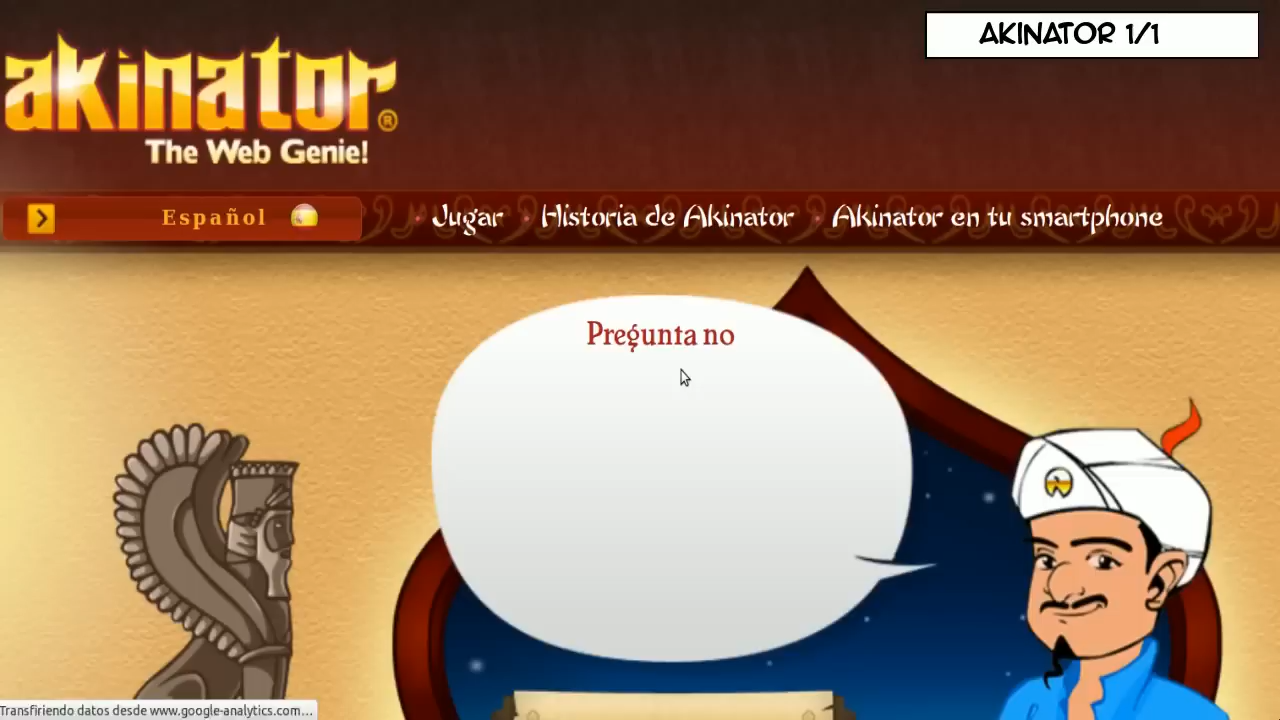 AKINATOR 1/1
akinator®
The Web Genie!
Español
Jugar
Historia de Akinator
Akinator en tu smartphone
Pregunta no
Transfiriendo datos desde www.google-analytics.com...